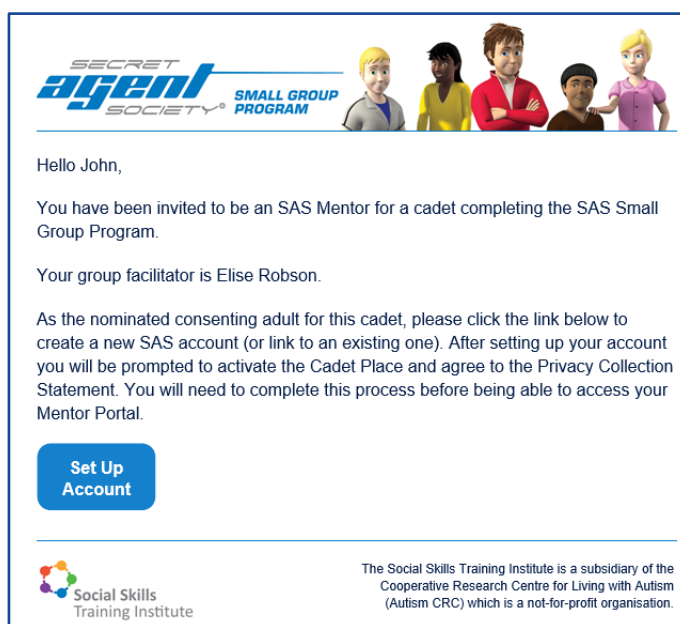 SECRET
agent
SOCIETY®
SMALL GROUP
PROGRAM
Hello John,
You have been invited to be an SAS Mentor for a cadet completing the SAS Small
Group Program.
Your group facilitator is Elise Robson.
As the nominated consenting adult for this cadet, please click the link below to
create a new SAS account (or link to an existing one). After setting up your account
you will be prompted to activate the Cadet Place and agree to the Privacy Collection
Statement. You will need to complete this process before being able to access your
Mentor Portal.
Set Up
Account
Social Skills
Training Institute
The Social Skills Training Institute is a subsidiary of the
Cooperative Research Centre for Living with Autism
(Autism CRC) which is a not-for-profit organisation.